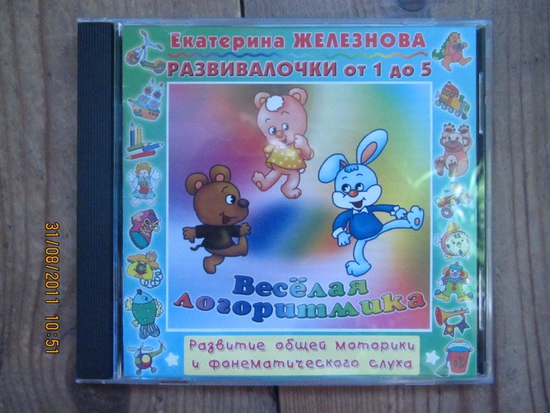 Екатерина ЖЕЛЕЗНОВА
РАЗВИВАЛОЧКИ от 1 до 5
Весёлая
логоритмика
Развитие общей моторики
и фонематического слуха
31/08/2011 10:51